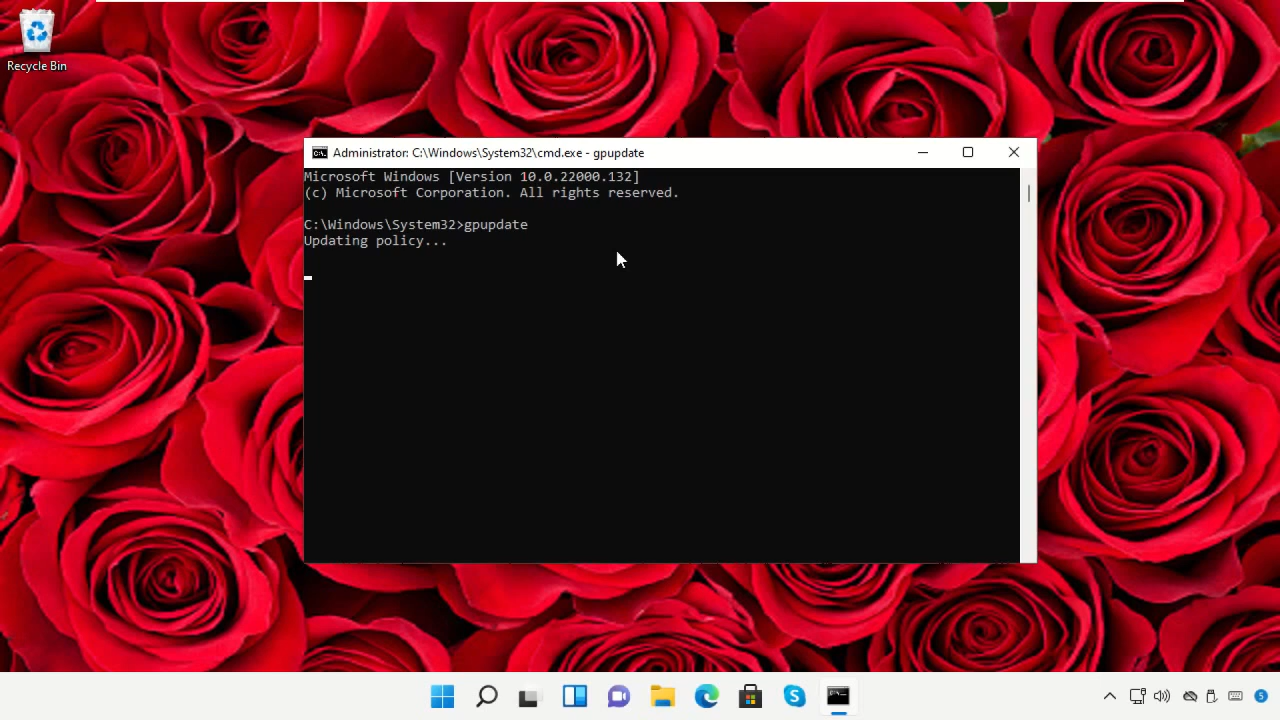 Recycle Bin
Administrator: C:\Windows\System32\cmd.exe - gpupdate
Microsoft Windows [Version 10.0.22000.132]
(c) Microsoft Corporation. All rights reserved.
C:\Windows\System32>gpupdate
Updating policy...
5